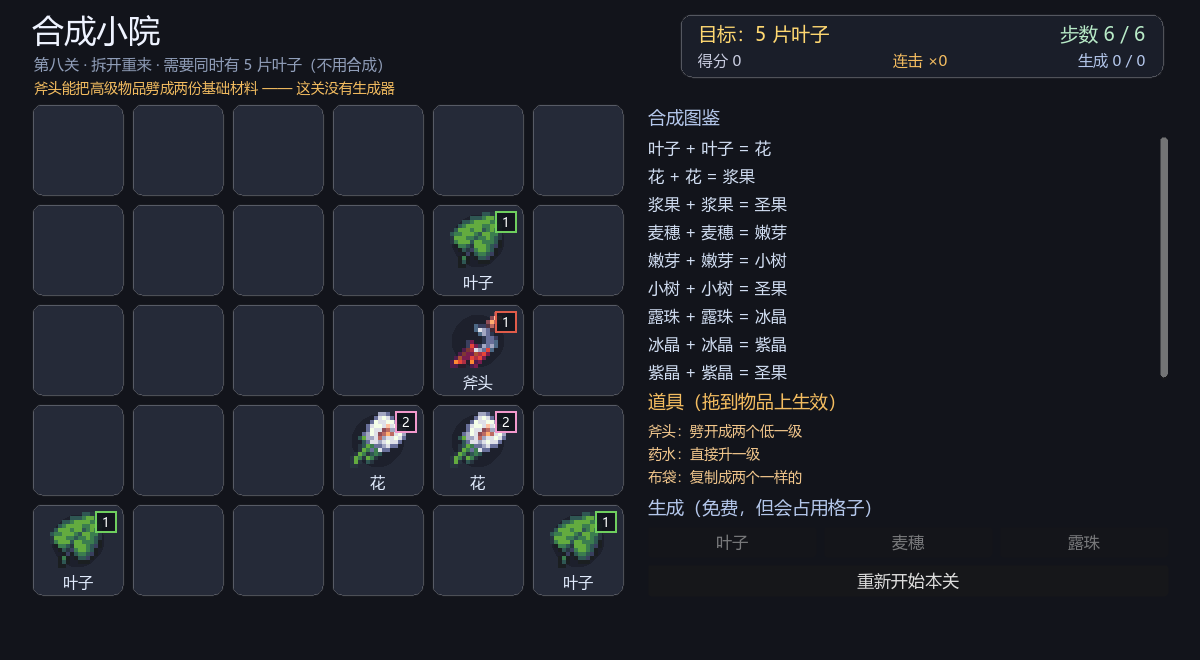 合成小院
第八关 · 拆开重来 · 需要同时有 5 片叶子（不用合成）
斧头能把高级物品劈成两份基础材料 —— 这关没有生成器
目标：5 片叶子
步数 6 / 6
得分 0
连击 ×0
生成 0 / 0
1
叶子
1
斧头
2
花
2
花
1
叶子
1
叶子
合成图鉴
叶子 + 叶子 = 花
花 + 花 = 浆果
浆果 + 浆果 = 圣果
麦穗 + 麦穗 = 嫩芽
嫩芽 + 嫩芽 = 小树
小树 + 小树 = 圣果
露珠 + 露珠 = 冰晶
冰晶 + 冰晶 = 紫晶
紫晶 + 紫晶 = 圣果
道具（拖到物品上生效）
斧头：劈开成两个低一级
药水：直接升一级
布袋：复制成两个一样的
生成（免费，但会占用格子）
叶子
麦穗
露珠
重新开始本关